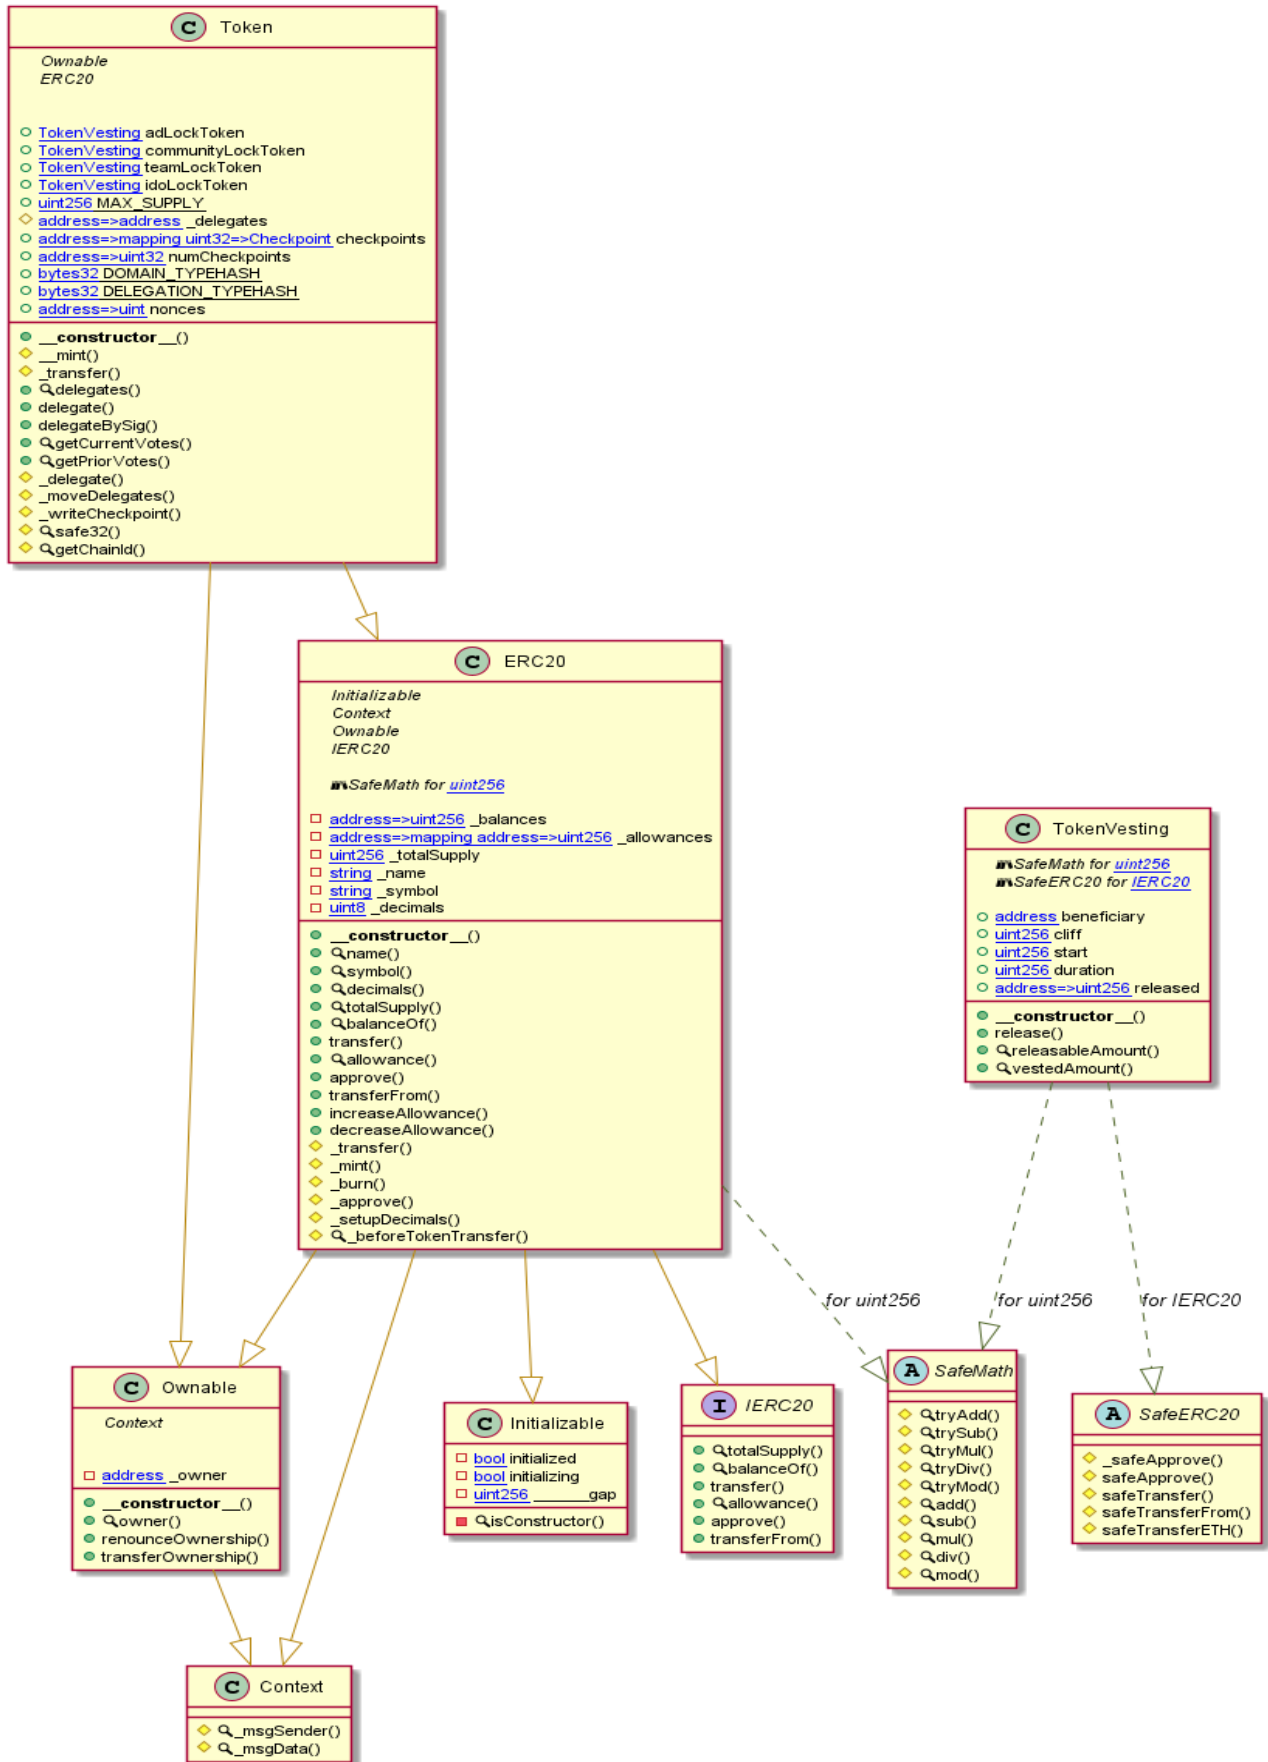 C Token
Ownable
ERC20
TokenVesting adLockToken
TokenVesting communityLockToken
TokenVesting teamLockToken
TokenVesting idoLockToken
uint256 MAX_SUPPLY
address=>address _delegates
address=>mapping uint32=>Checkpoint checkpoints
address=>uint32 numCheckpoints
bytes32 DOMAIN_TYPEHASH
bytes32 DELEGATION_TYPEHASH
address=>uint nonces
__constructor__()
__mint()
_transfer()
delegates()
delegate()
delegateBySig()
getCurrentVotes()
getPriorVotes()
_delegate()
_moveDelegates()
_writeCheckpoint()
safe32()
getChainId()
C ERC20
Initializable
Context
Ownable
IERC20
SafeMath for uint256
address=>uint256 _balances
address=>mapping address=>uint256 _allowances
uint256 _totalSupply
string _name
string _symbol
uint8 _decimals
__constructor__()
name()
symbol()
decimals()
totalSupply()
balanceOf()
transfer()
allowance()
approve()
transferFrom()
increaseAllowance()
decreaseAllowance()
_transfer()
_mint()
_burn()
_approve()
_setupDecimals()
_beforeTokenTransfer()
C TokenVesting
SafeMath for uint256
SafeERC20 for IERC20
address beneficiary
uint256 cliff
uint256 start
uint256 duration
address=>uint256 released
__constructor__()
release()
releasableAmount()
vestedAmount()
for uint256
for uint256
for IERC20
C Ownable
Context
address _owner
__constructor__()
owner()
renounceOwnership()
transferOwnership()
C Initializable
bool initialized
bool initializing
uint256 ______gap
isConstructor()
I IERC20
totalSupply()
balanceOf()
transfer()
allowance()
approve()
transferFrom()
A SafeMath
tryAdd()
trySub()
tryMul()
tryDiv()
tryMod()
add()
sub()
mul()
div()
mod()
A SafeERC20
_safeApprove()
safeApprove()
safeTransfer()
safeTransferFrom()
safeTransferETH()
C Context
_msgSender()
_msgData()